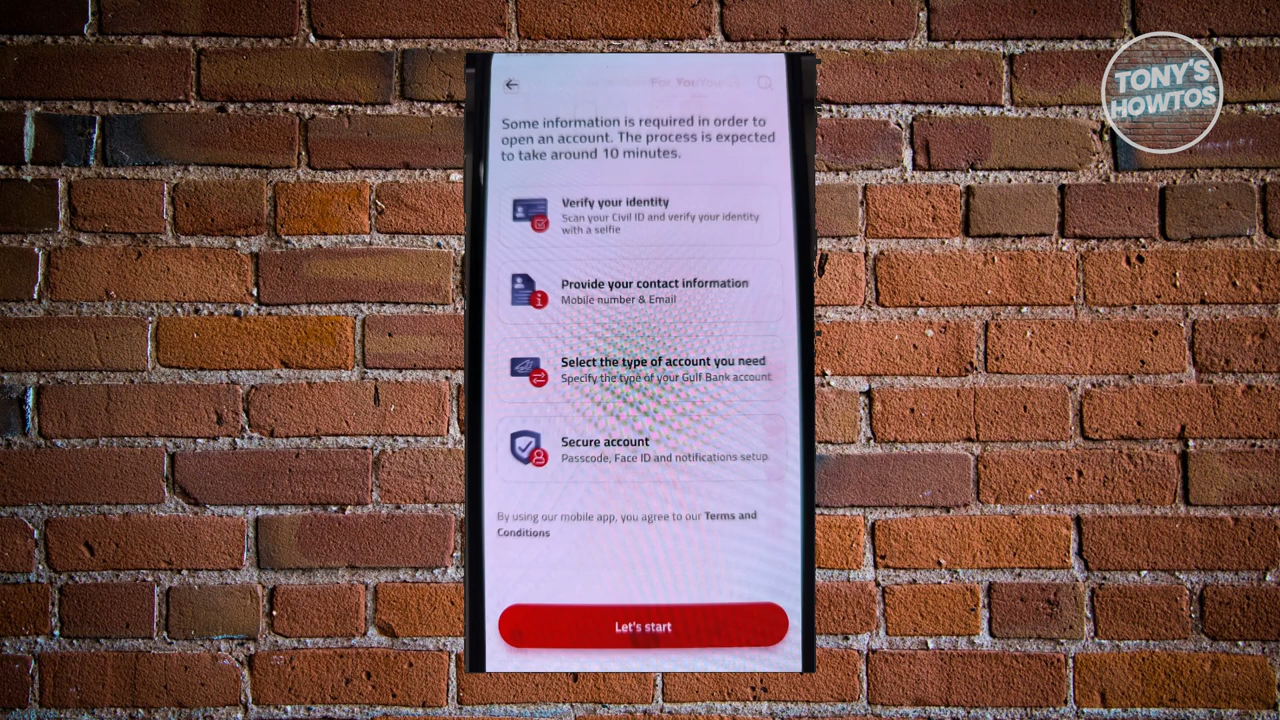 TONY'S
HOWTOS
For You
Some information is required in order to
open an account. The process is expected
to take around 10 minutes.
Verify your identity
Scan your Civil ID and verify your identity
with a selfie
Provide your contact information
Mobile number & Email
Select the type of account you need
Specify the type of your Gulf Bank account
Secure account
Passcode, Face ID and notifications setup
By using our mobile app, you agree to our Terms and
Conditions
Let's start